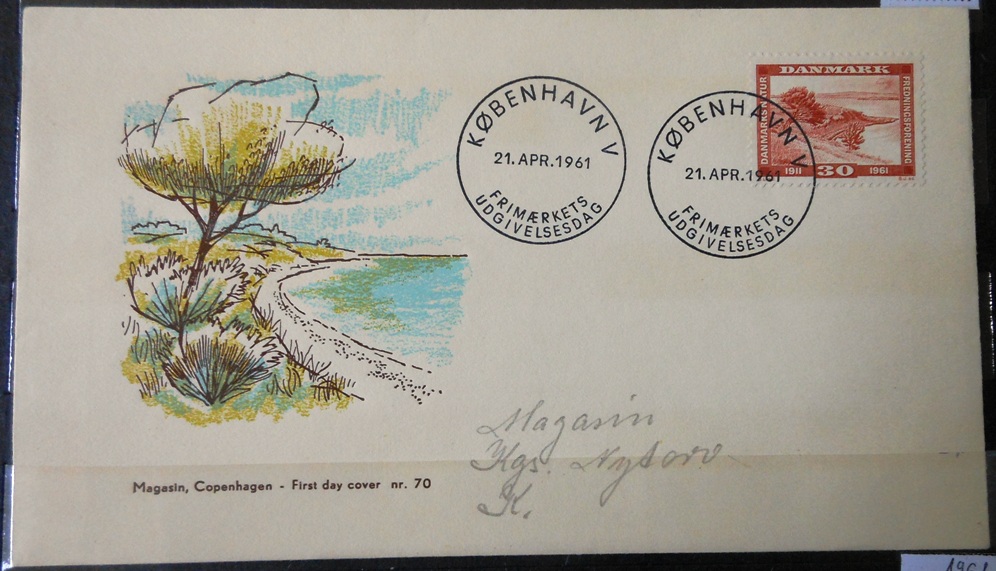 KØBENHAVN V
21. APR. 1961
FRIMÆRKETS
UDGIVELSESDAG
KØBENHAVN V
21. APR. 1961
FRIMÆRKETS
UDGIVELSESDAG
DANMARK
DANMARKS NATUR
FREDNINGSFORENING
1911 30 1961
Magasin
Kgs. Nytorv
K.
Magasin, Copenhagen - First day cover nr. 70
1961